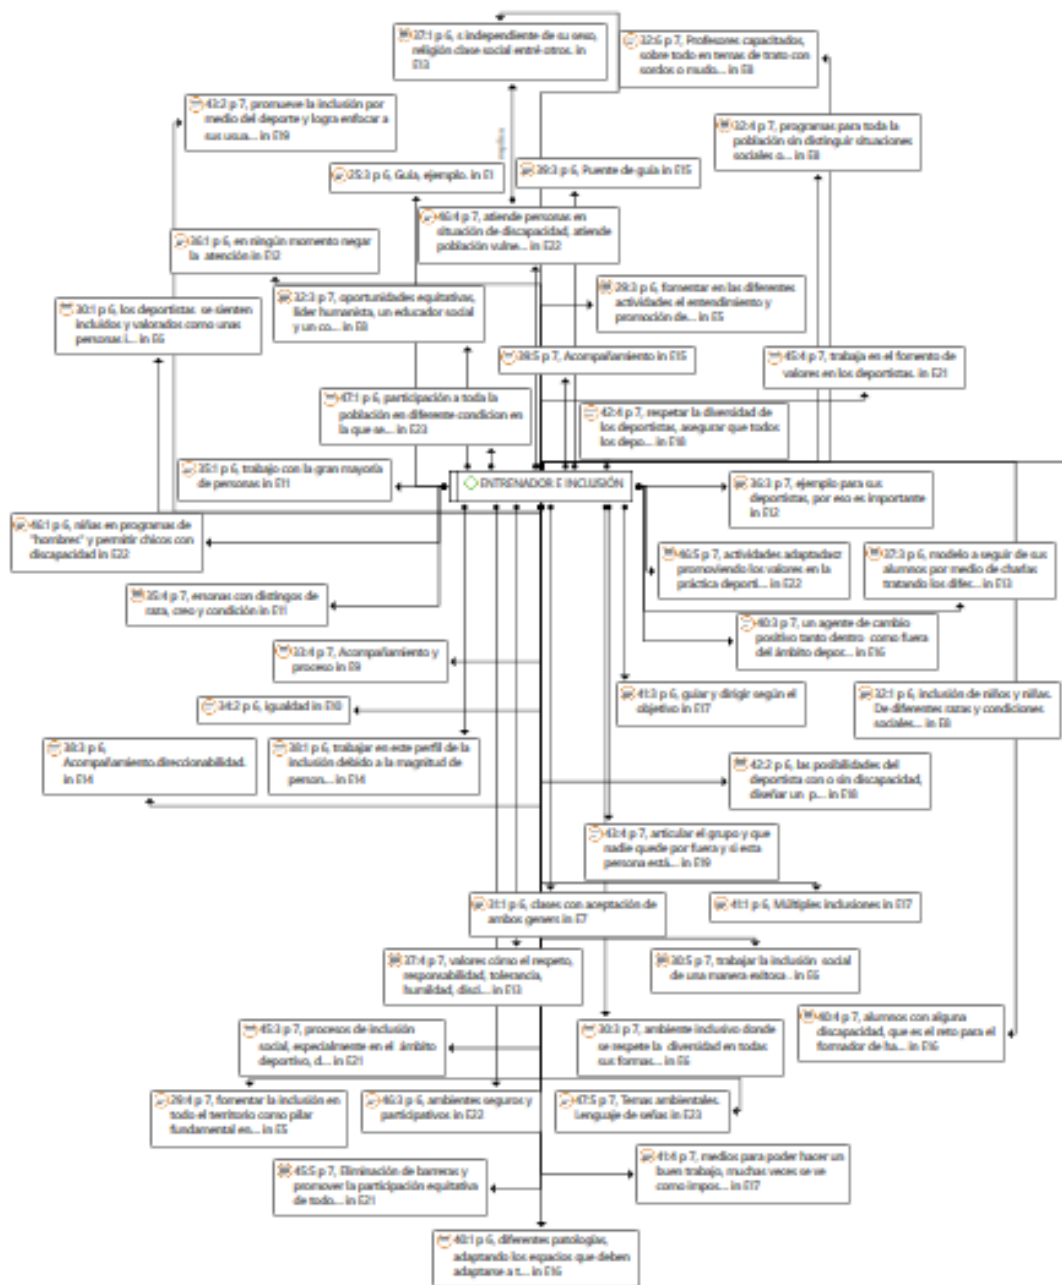 37:1 p 6, s independiente de su sexo,
religión clase social entré otros. in
E13
32:6 p 7, Profesores capacitados,
sobre todo en temas de trato con
sordos o mudo... in E8
43:2 p 7, promueve la inclusión por
medio del deporte y logra enfocar a
sus usua... in E19
32:4 p 7, programas para toda la
población sin distinguir situaciones
sociales o... in E8
25:3 p 6, Guía, ejemplo. in E1
39:3 p 6, Puente de guía in E15
46:4 p 7, atiende personas en
situación de discapacidad, atiende
población vulne... in E22
36:1 p 6, en ningún momento negar
la atención in E12
32:3 p 7, oportunidades equitativas,
líder humanista, un educador social
y un co... in E8
29:3 p 6, fomentar en las diferentes
actividades el entendimiento y
promoción de... in E5
30:1 p 6, los deportistas se sienten
incluidos y valorados como unas
personas i... in E6
39:5 p 7, Acompañamiento in E15
45:4 p 7, trabaja en el fomento de
valores en los deportistas. in E21
47:1 p 6, participación a toda la
población en diferente condicion en
la que se... in E23
42:4 p 7, respetar la diversidad de
los deportistas, asegurar que todos
los depo... in E18
35:1 p 6, trabajo con la gran mayoría
de personas in E11
ENTRENADOR E INCLUSIÓN
36:3 p 7, ejemplo para sus
deportistas, por eso es importante
in E12
46:1 p 6, niñas en programas de
"hombres" y permitir chicos con
discapacidad in E22
46:5 p 7, actividades adaptadasz
promoviendo los valores en la
práctica deporti... in E22
37:3 p 6, modelo a seguir de sus
alumnos por medio de charlas
tratando los difer... in E13
35:4 p 7, ersonas con distingos de
raza, creo y condición in E11
40:3 p 7, un agente de cambio
positivo tanto dentro como fuera
del ámbito depor... in E16
33:4 p 7, Acompañamiento y
proceso in E9
41:3 p 6, guiar y dirigir según el
objetivo in E17
32:1 p 6, inclusión de niños y niñas.
De diferentes razas y condiciones
sociales... in E8
34:2 p 6, igualdad in E10
38:3 p 6,
Acompañamiento.direccionabilidad.
in E14
38:1 p 6, trabajar en este perfil de la
inclusión debido a la magnitud de
person... in E14
42:2 p 6, las posibilidades del
deportista con o sin discapacidad,
diseñar un p... in E18
43:4 p 7, articular el grupo y que
nadie quede por fuera y si esta
persona está... in E19
31:1 p 6, clases con aceptación de
ambos geners in E7
41:1 p 6, Múltiples inclusiones in E17
37:4 p 7, valores cómo el respeto,
responsabilidad, tolerancia,
humildad, disci... in E13
30:5 p 7, trabajar la inclusión social
de una manera exitosa . in E6
40:4 p 7, alumnos con alguna
discapacidad, que es el reto para el
formador de ha... in E16
45:3 p 7, procesos de inclusión
social, especialmente en el ámbito
deportivo, d... in E21
30:3 p 7, ambiente inclusivo donde
se respete la diversidad en todas
sus formas... in E6
29:4 p 7, fomentar la inclusión en
todo el territorio como pilar
fundamental en... in E5
46:3 p 6, ambientes seguros y
participativos in E22
47:5 p 7, Temas ambientales.
Lenguaje de señas in E23
45:5 p 7, Eliminación de barreras y
promover la participación equitativa
de todo... in E21
41:4 p 7, medios para poder hacer un
buen trabajo, muchas veces se ve
como impos... in E17
40:1 p 6, diferentes patologías,
adaptando los espacios que deben
adaptarse a t... in E16